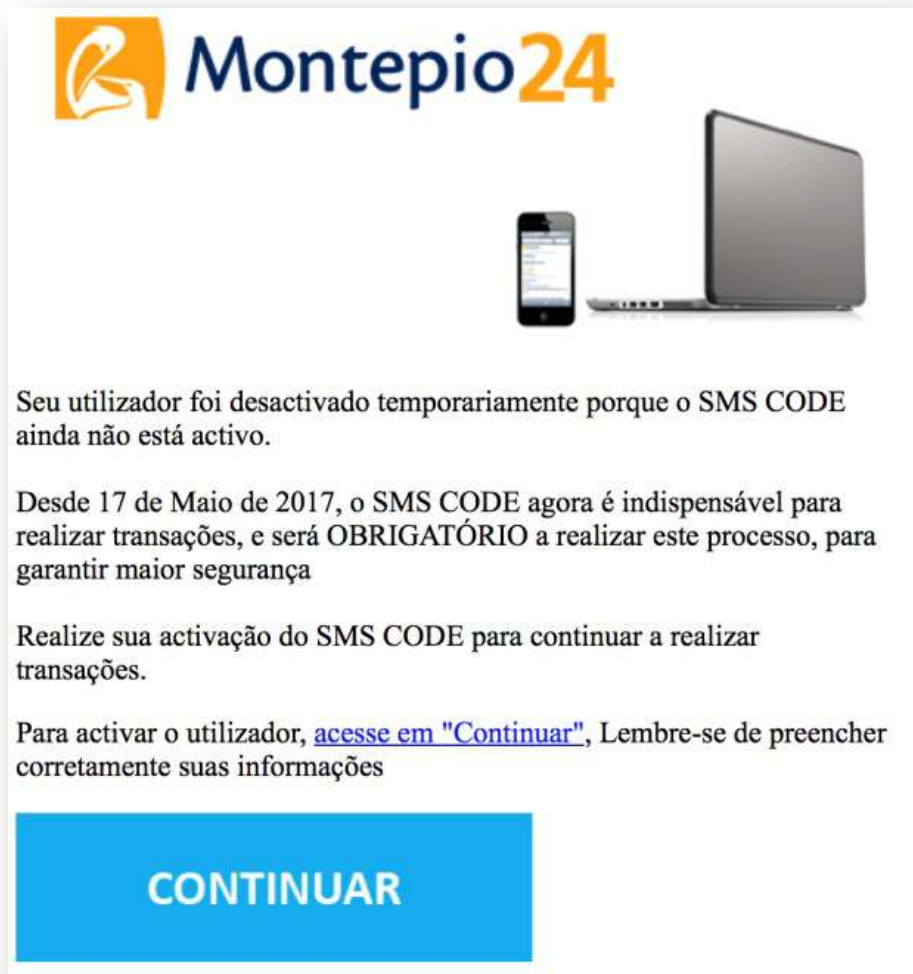 Montepio24
Seu utilizador foi desactivado temporariamente porque o SMS CODE
ainda não está activo.
Desde 17 de Maio de 2017, o SMS CODE agora é indispensável para
realizar transações, e será OBRIGATÓRIO a realizar este processo, para
garantir maior segurança
Realize sua activação do SMS CODE para continuar a realizar
transações.
Para activar o utilizador, acesse em "Continuar", Lembre-se de preencher
corretamente suas informações
CONTINUAR